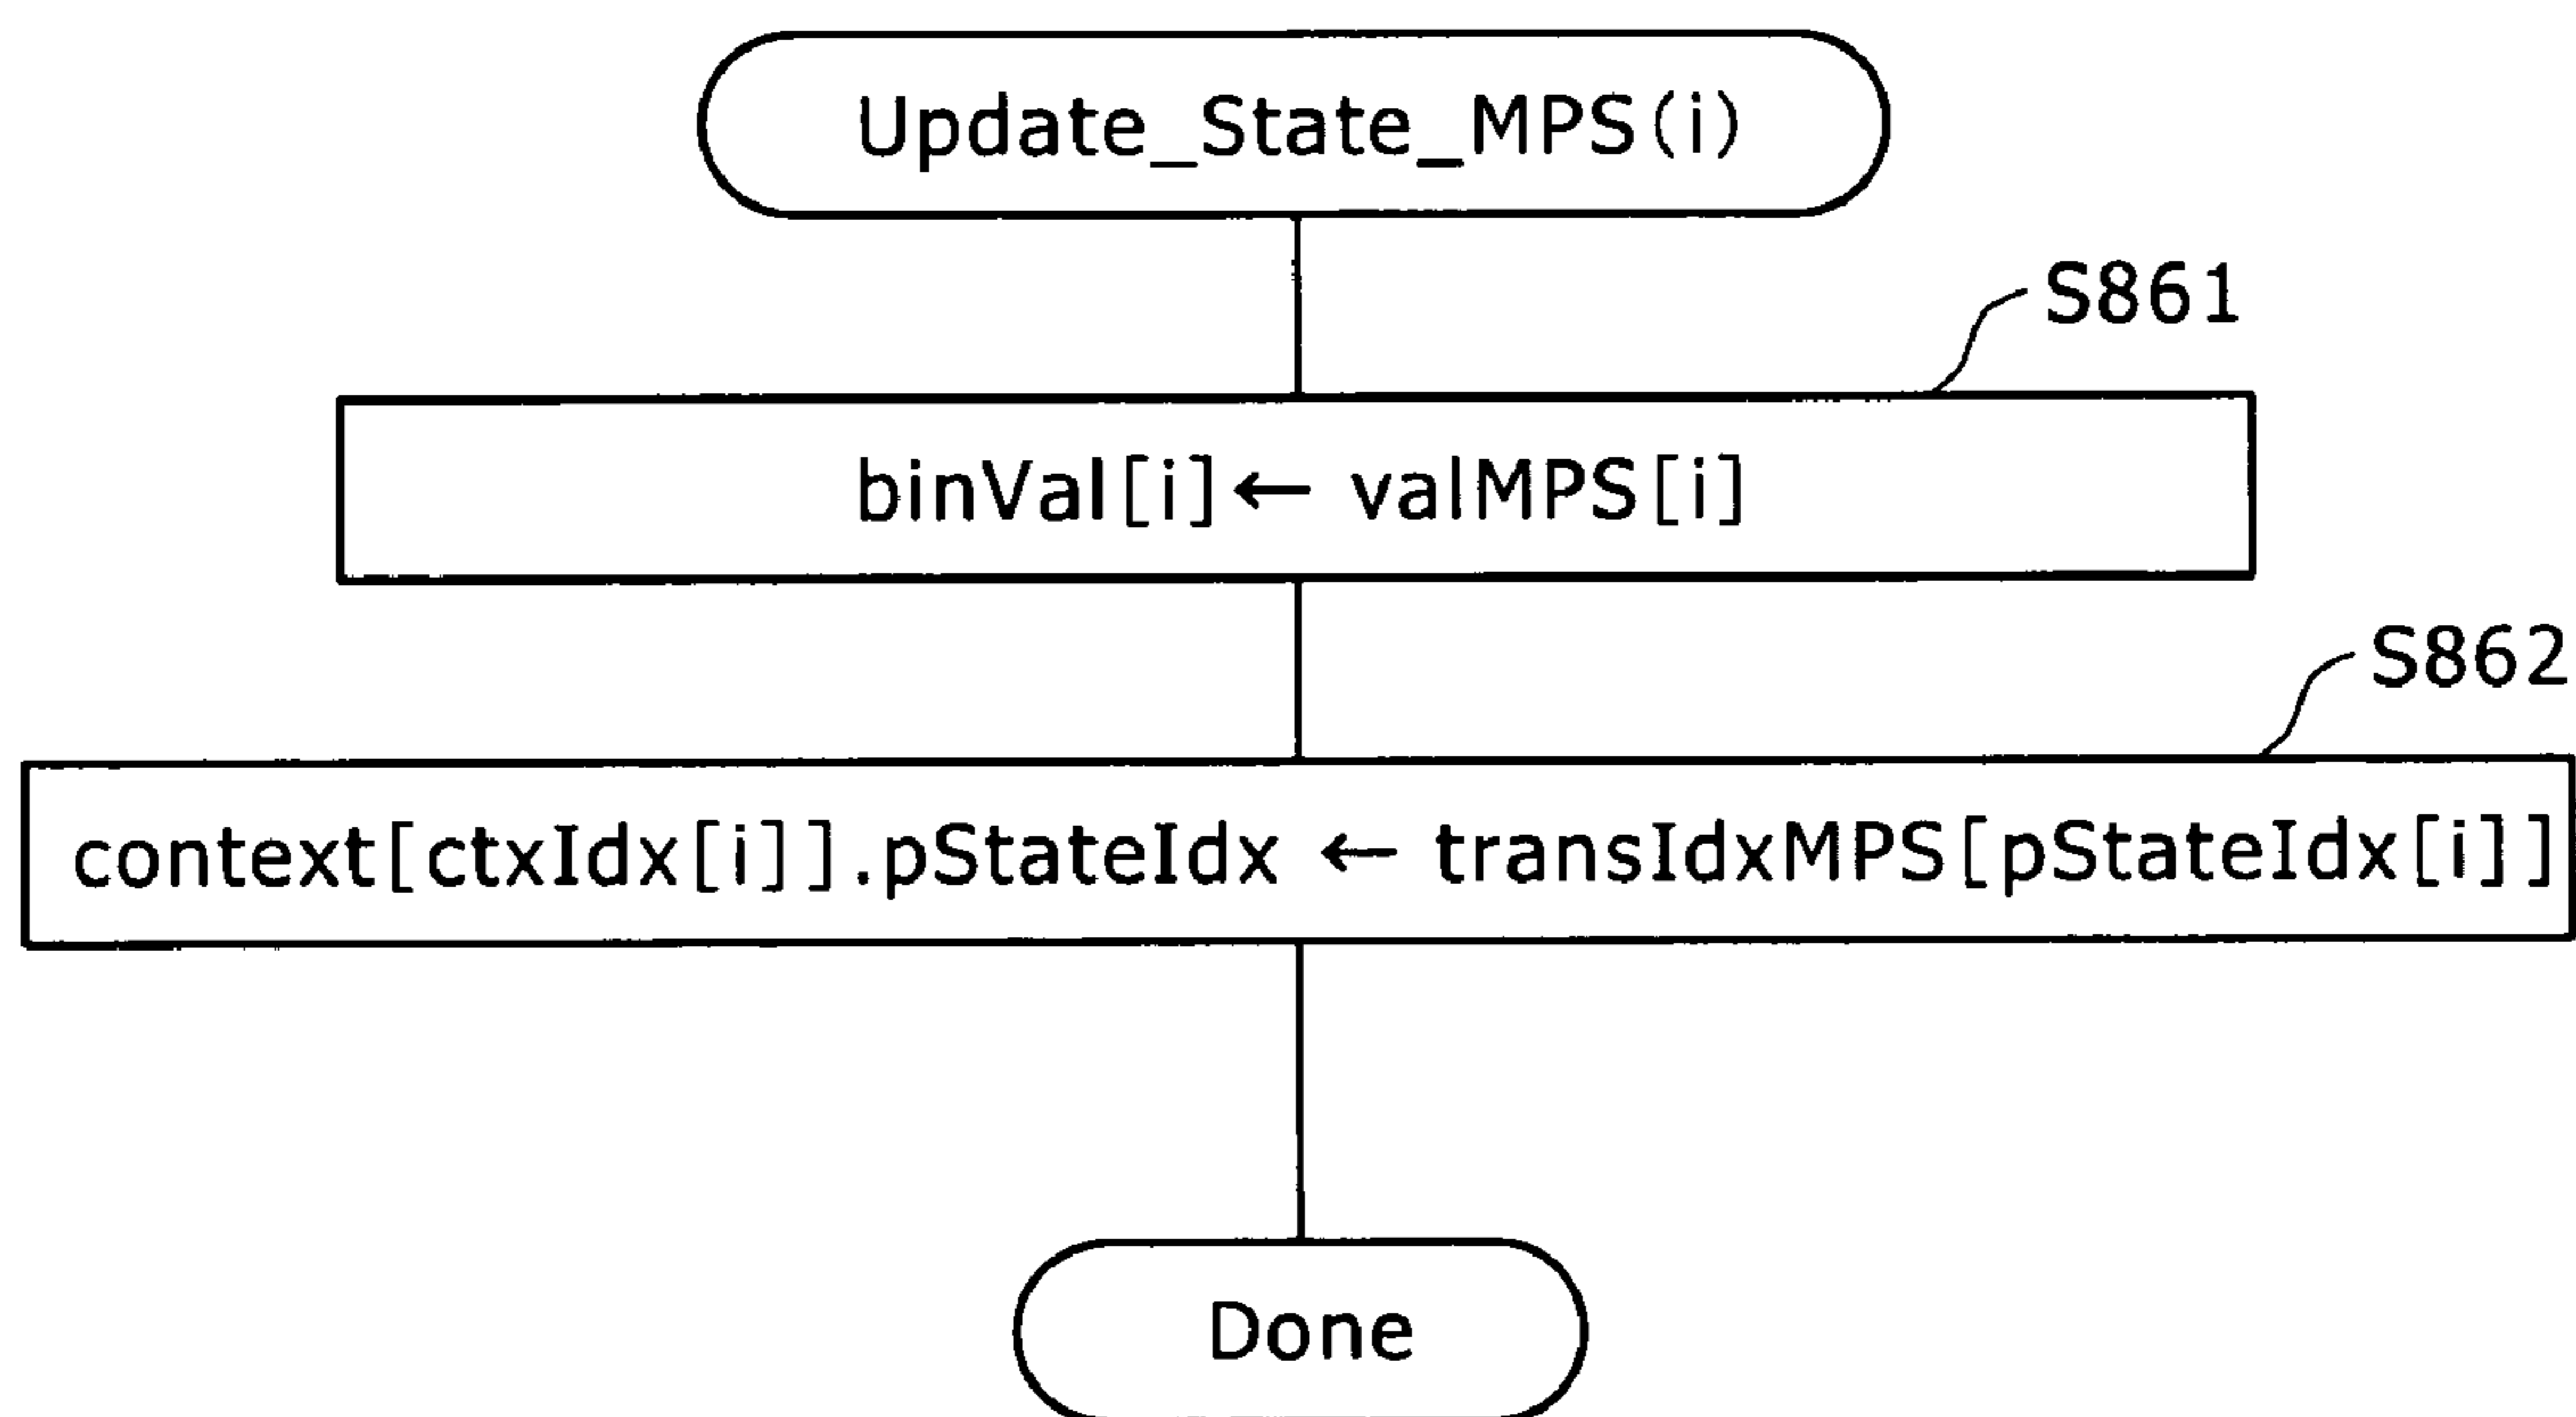 Update_State_MPS(i)
S861
binVal[i]← valMPS[i]
S862
context[ctxIdx[i]].pStateIdx ← transIdxMPS[pStateIdx[i]]
Done